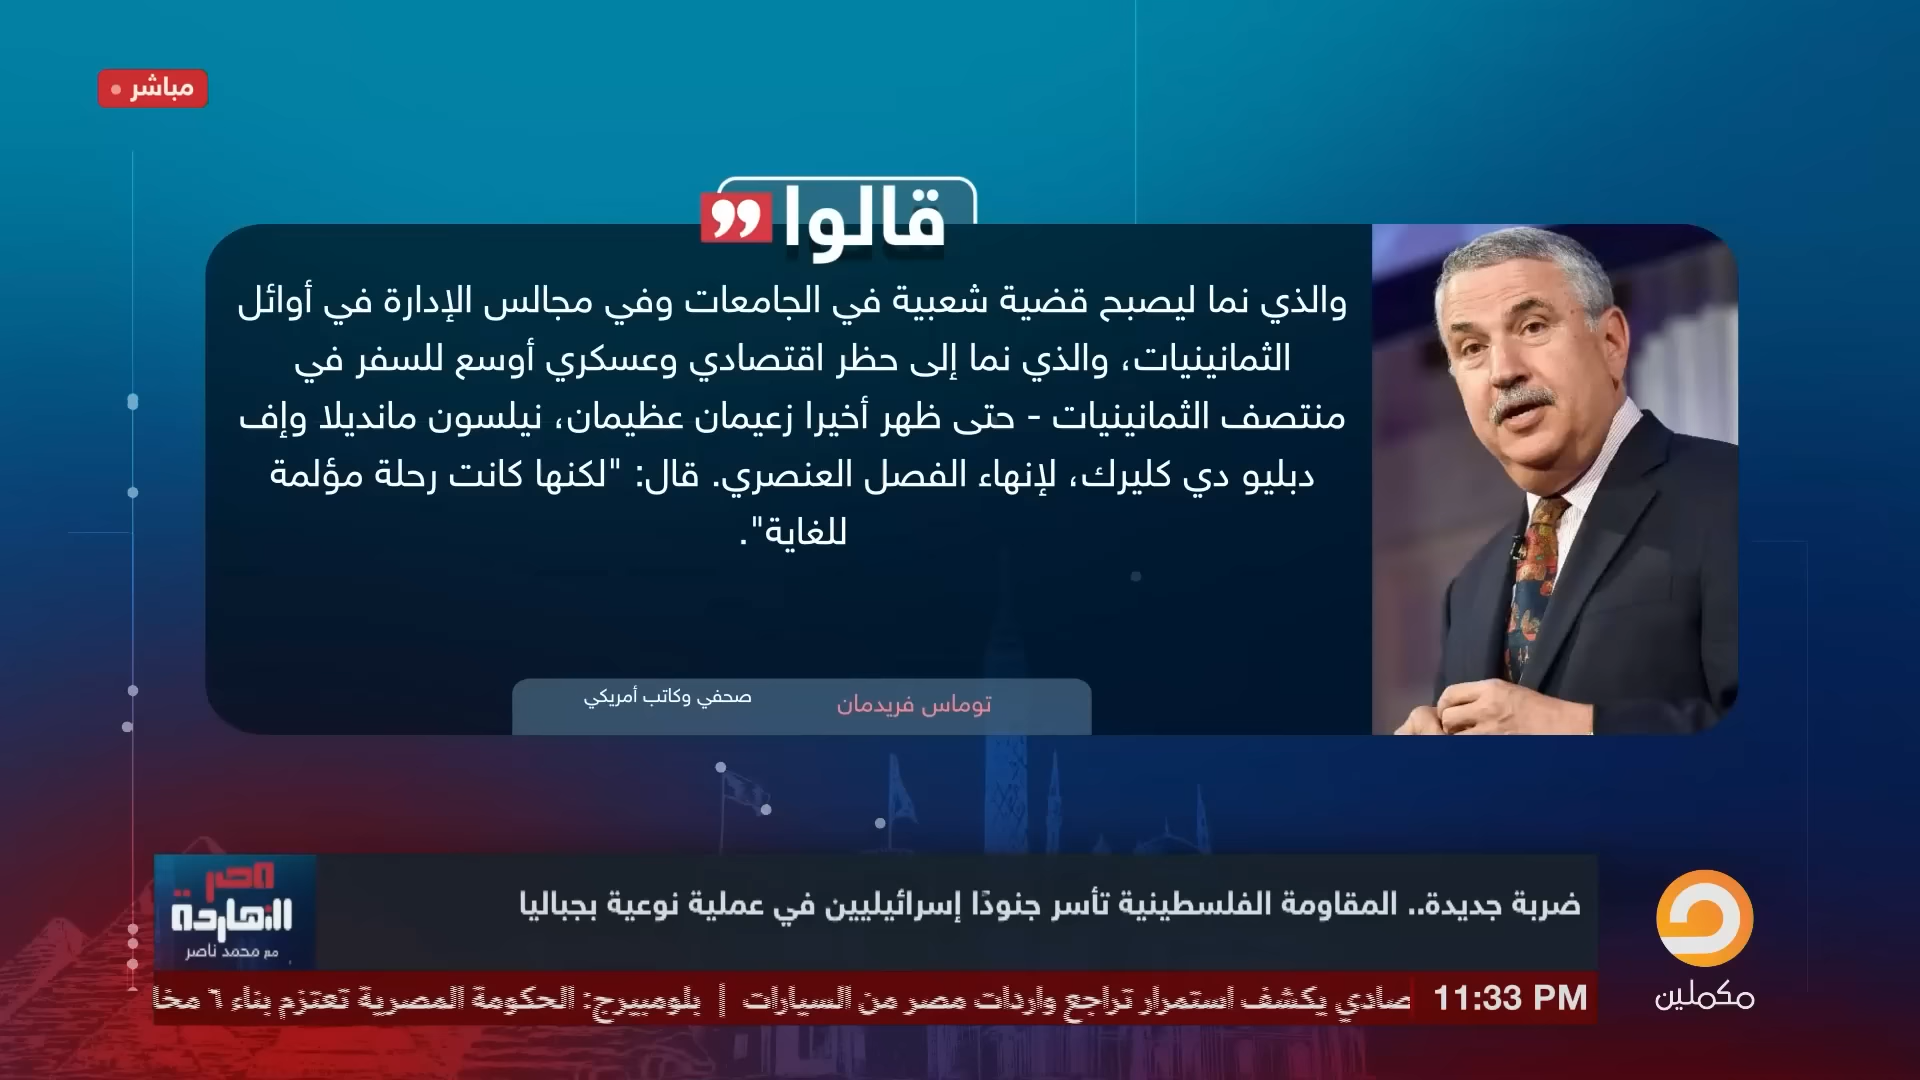 مباشر
قالوا
والذي نما ليصبح قضية شعبية في الجامعات وفي مجالس الإدارة في أوائل
الثمانينيات، والذي نما إلى حظر اقتصادي وعسكري أوسع للسفر في
منتصف الثمانينيات - حتى ظهر أخيرا زعيمان عظيمان، نيلسون مانديلا وإف
دبليو دي كليرك، لإنهاء الفصل العنصري. قال: "لكنها كانت رحلة مؤلمة
للغاية".
توماس فريدمان
صحفي وكاتب أمريكي
ضربة جديدة.. المقاومة الفلسطينية تأسر جنودًا إسرائيليين في عملية نوعية بجباليا
مصر
النهاردة
مع محمد ناصر
11:33 PM
صادي يكشف استمرار تراجع واردات مصر من السيارات | بلومبيرج: الحكومة المصرية تعتزم بناء ٦ مخا
مكملين